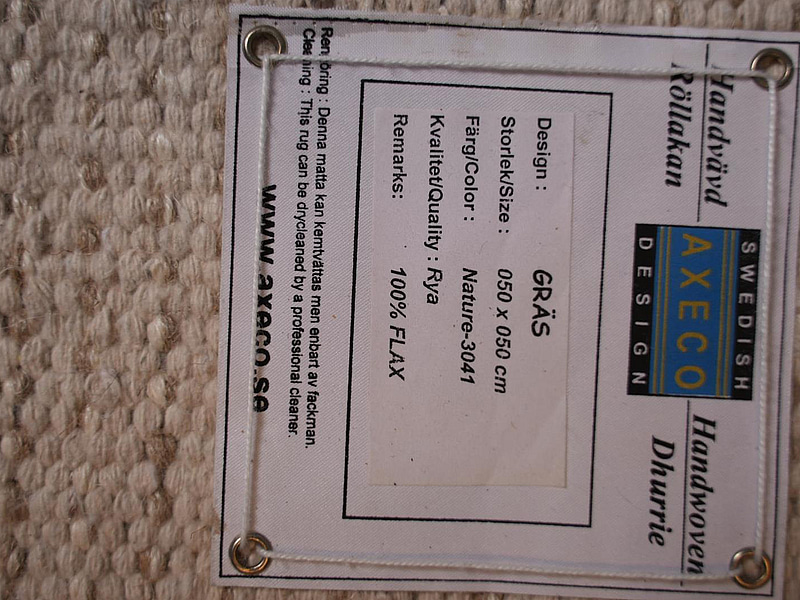 Handvävd
Röllakan
SWEDISH
AXECO
DESIGN
Handwoven
Dhurrie
Design : GRÄS
Storlek/Size : 050 x 050 cm
Färg/Color : Nature-3041
Kvalitet/Quality : Rya
Remarks: 100% FLAX
Rengöring : Denna matta kan kemtvättas men enbart av fackman.
Cleaning : This rug can be drycleaned by a professional cleaner.
www.axeco.se